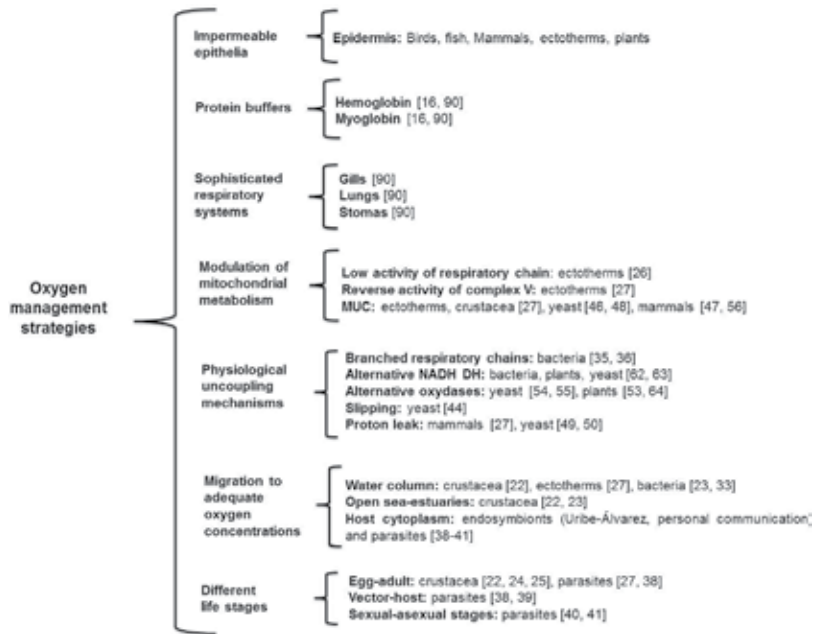 Oxygen
management
strategies
Impermeable
epithelia
Epidermis: Birds, fish, Mammals, ectotherms, plants
Protein buffers
Hemoglobin [16, 90]
Myoglobin [16, 90]
Sophisticated
respiratory
systems
Gills [90]
Lungs [90]
Stomas [90]
Modulation of
mitochondrial
metabolism
Low activity of respiratory chain: ectotherms [26]
Reverse activity of complex V: ectotherms [27]
MUC: ectotherms, crustacea [27], yeast [46, 48], mammals [47, 56]
Physiological
uncoupling
mechanisms
Branched respiratory chains: bacteria [35, 36]
Alternative NADH DH: bacteria, plants, yeast [62, 63]
Alternative oxydases: yeast [54, 55], plants [53, 64]
Slipping: yeast [44]
Proton leak: mammals [27], yeast [49, 50]
Migration to
adequate
oxygen
concentrations
Water column: crustacea [22], ectotherms [27], bacteria [23, 33]
Open sea-estuaries: crustacea [22, 23]
Host cytoplasm: endosymbionts (Uribe-Álvarez, personal communication)
and parasites [38-41]
Different
life stages
Egg-adult: crustacea [22, 24, 25], parasites [27, 38]
Vector-host: parasites [38, 39]
Sexual-asexual stages: parasites [40, 41]